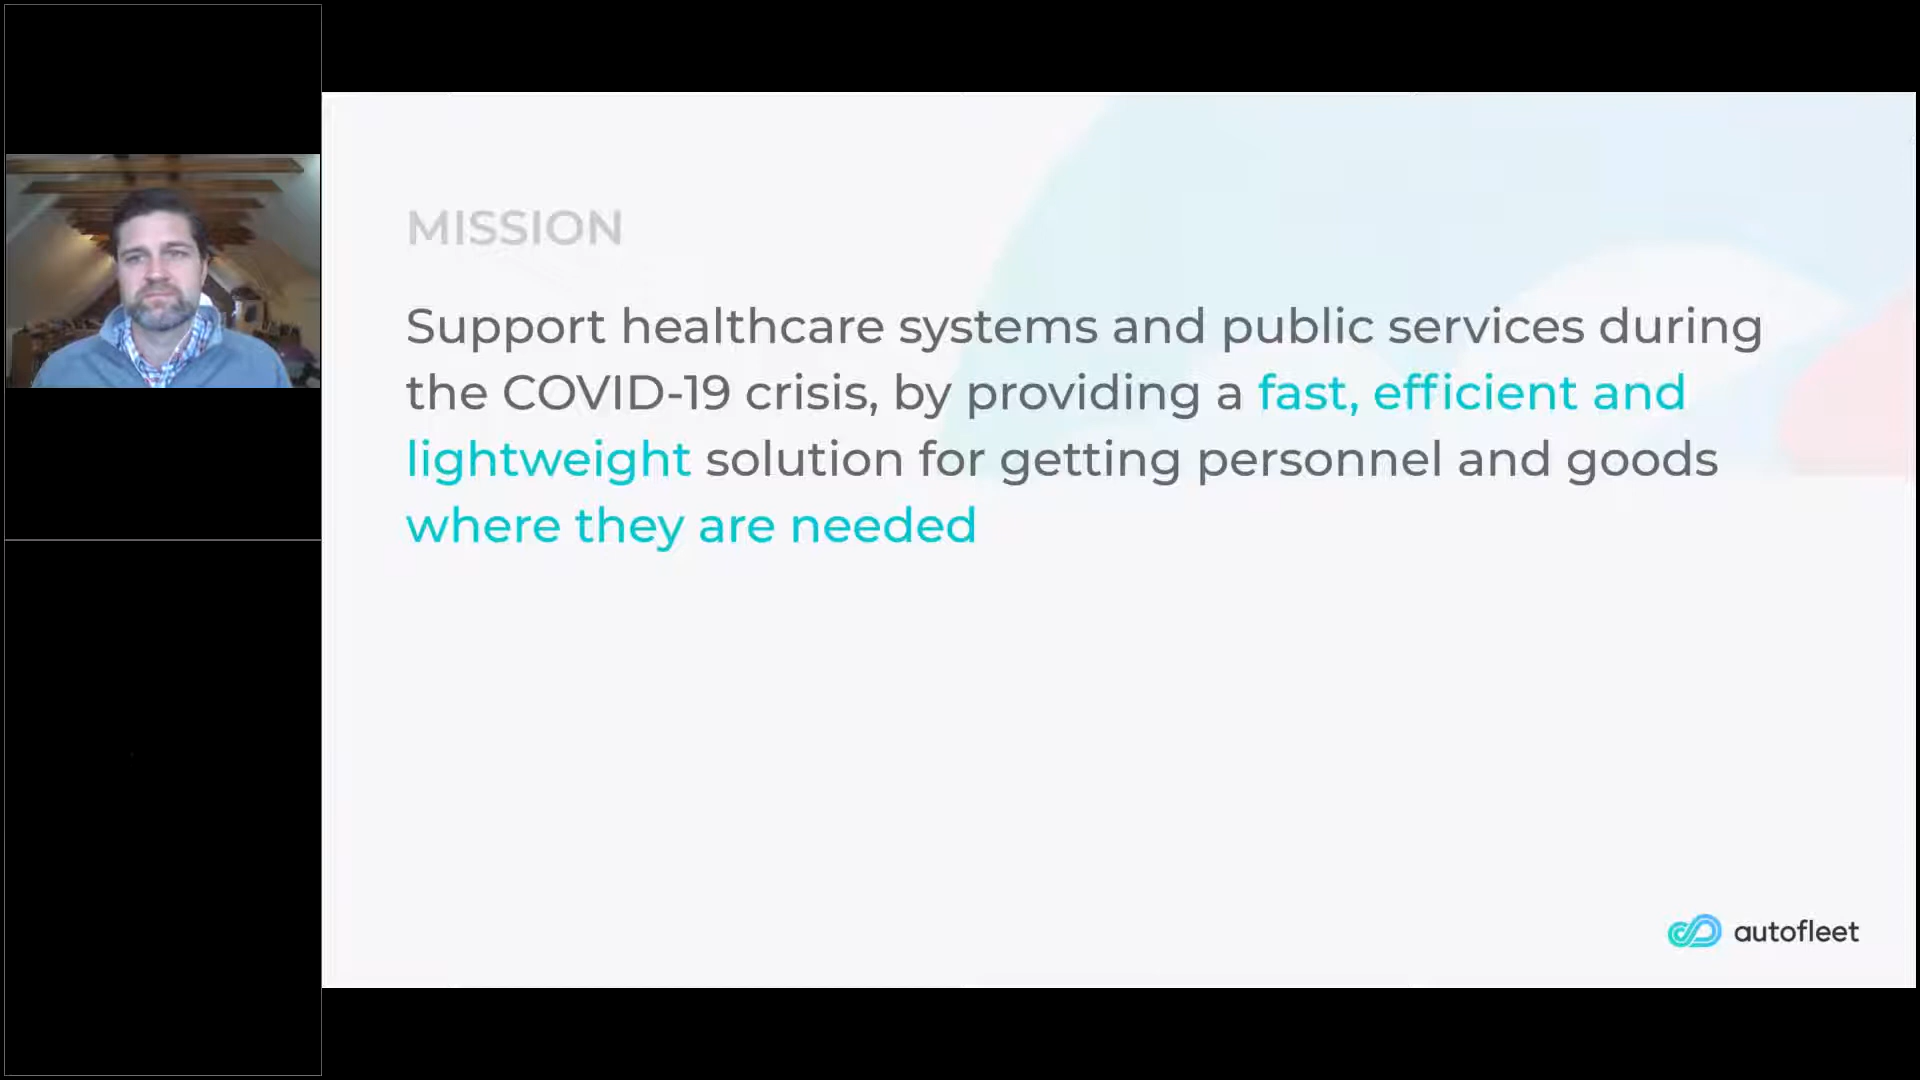 MISSION
Support healthcare systems and public services during
the COVID-19 crisis, by providing a fast, efficient and
lightweight solution for getting personnel and goods
where they are needed
autofleet